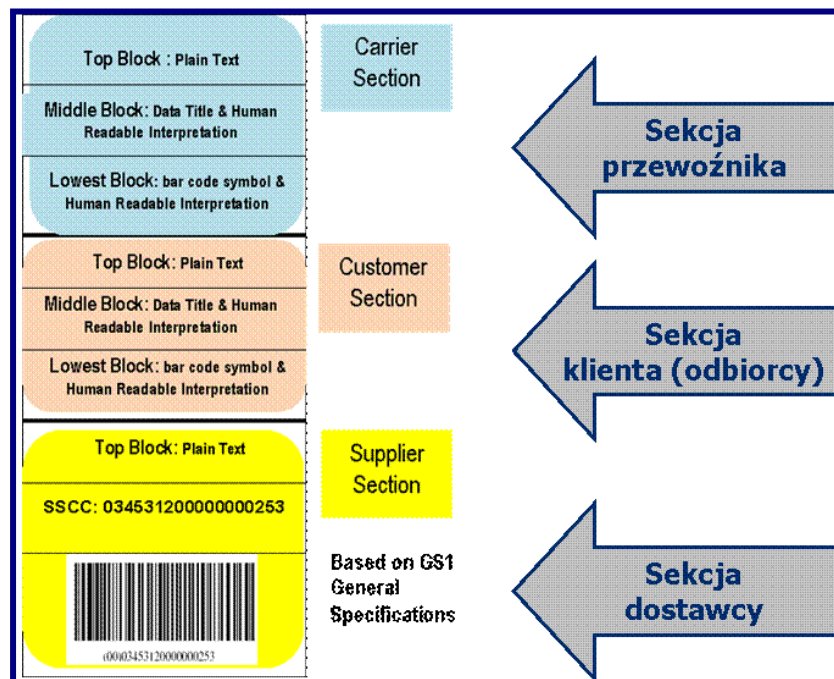 Top Block : Plain Text
Middle Block: Data Title & Human
Readable Interpretation
Lowest Block: bar code symbol &
Human Readable Interpretation
Carrier
Section
Sekcja
przewoźnika
Top Block: Plain Text
Middle Block: Data Title & Human
Readable Interpretation
Lowest Block: bar code symbol &
Human Readable Interpretation
Customer
Section
Sekcja
klienta (odbiorcy)
Top Block: Plain Text
SSCC: 034531200000000253
(00)03453120000000253
Supplier
Section
Based on GS1
General
Specifications
Sekcja
dostawcy